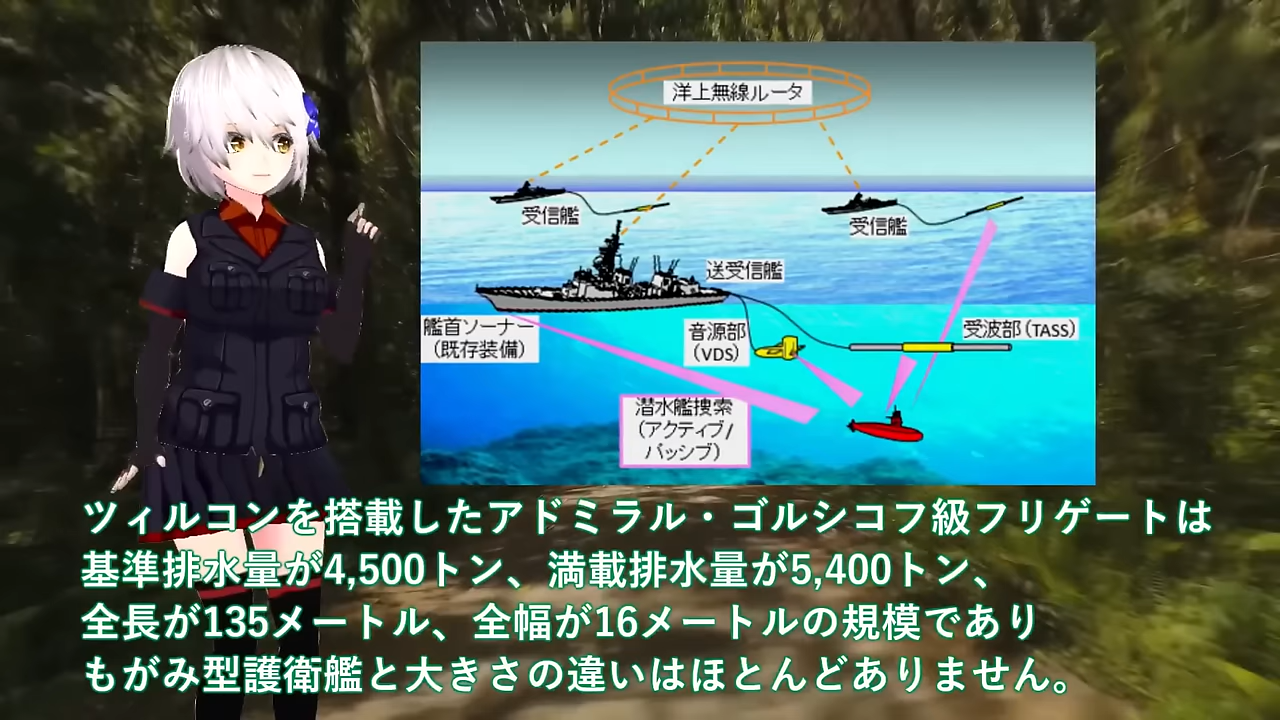 洋上無線ルータ
受信艦
受信艦
送受信艦
艦首ソーナー
（既存装備）
音源部
（VDS）
受波部（TASS）
潜水艦捜索
（アクティブ/
パッシブ）
ツィルコンを搭載したアドミラル・ゴルシコフ級フリゲートは
基準排水量が4,500トン、満載排水量が5,400トン、
全長が135メートル、全幅が16メートルの規模であり
もがみ型護衛艦と大きさの違いはほとんどありません。